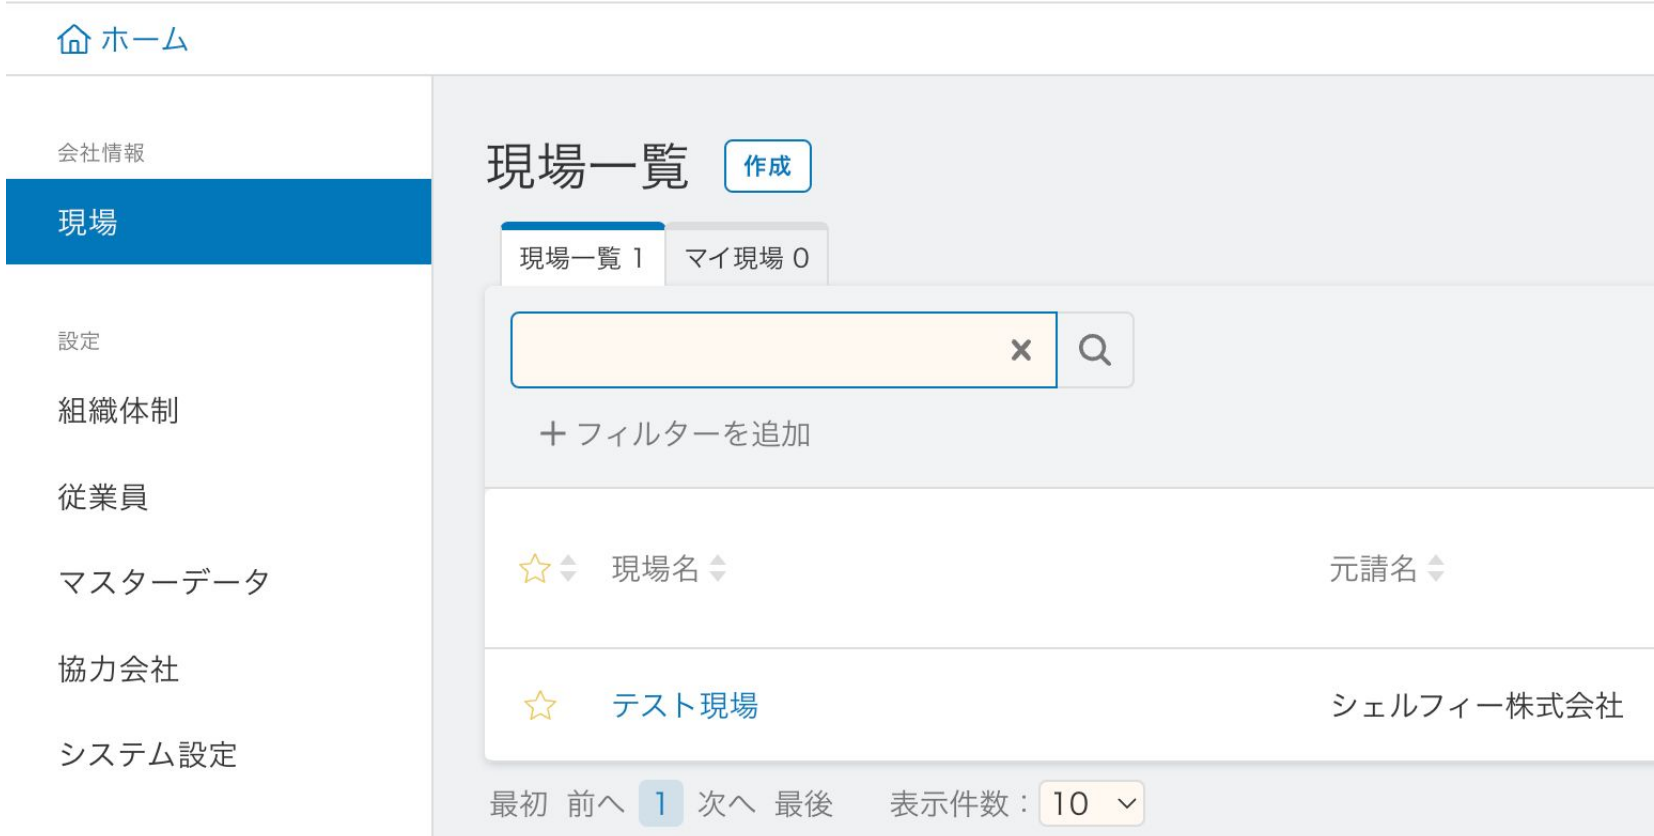 ホーム
会社情報
現場
設定
組織体制
従業員
マスターデータ
協力会社
システム設定
現場一覧 作成
現場一覧 1 マイ現場 0
フィルターを追加
現場名 元請名
テスト現場 シェルフィー株式会社
最初 前へ 1 次へ 最後 表示件数： 10